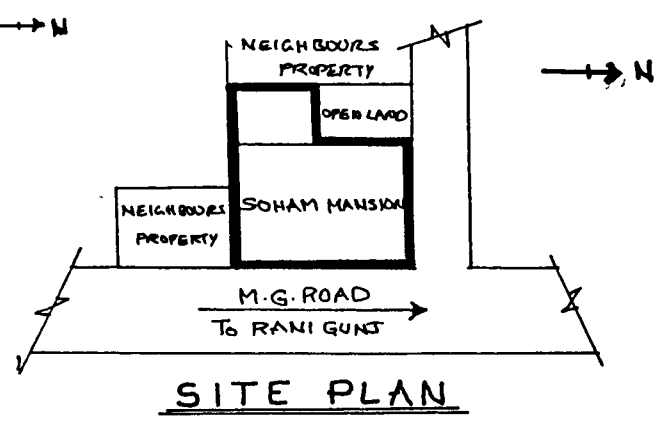 N
NEIGHBOURS
PROPERTY
N
OPEN LAND
SOHAM MANSION
NEIGHBOURS
PROPERTY
M.G. ROAD
TO RANI GUNJ
SITE PLAN